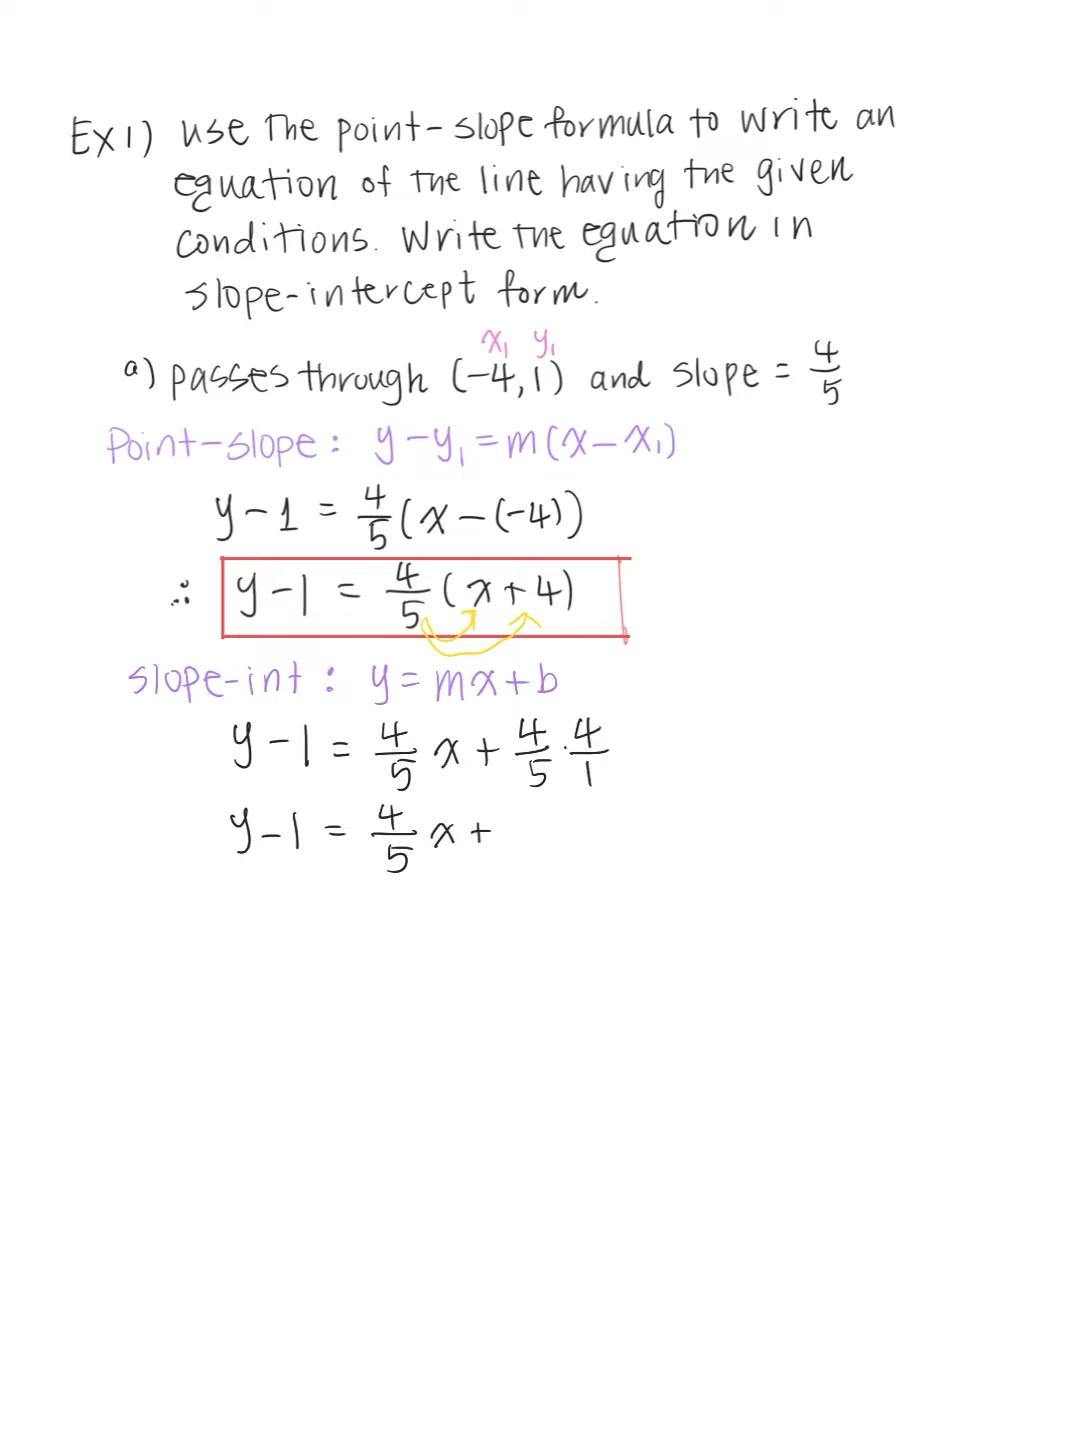 Ex 1) Use the point-slope formula to write an
equation of the line having the given
conditions. Write the equation in
slope-intercept form.
x₁ y₁
a) passes through (-4,1) and slope = 4/5
Point-slope: y-y₁ = m(x-x₁)
y-1 = 4/5(x-(-4))
∴ y-1 = 4/5(x+4)
slope-int: y=mx+b
y-1 = 4/5 x + 4/5 · 4/1
y-1 = 4/5 x +